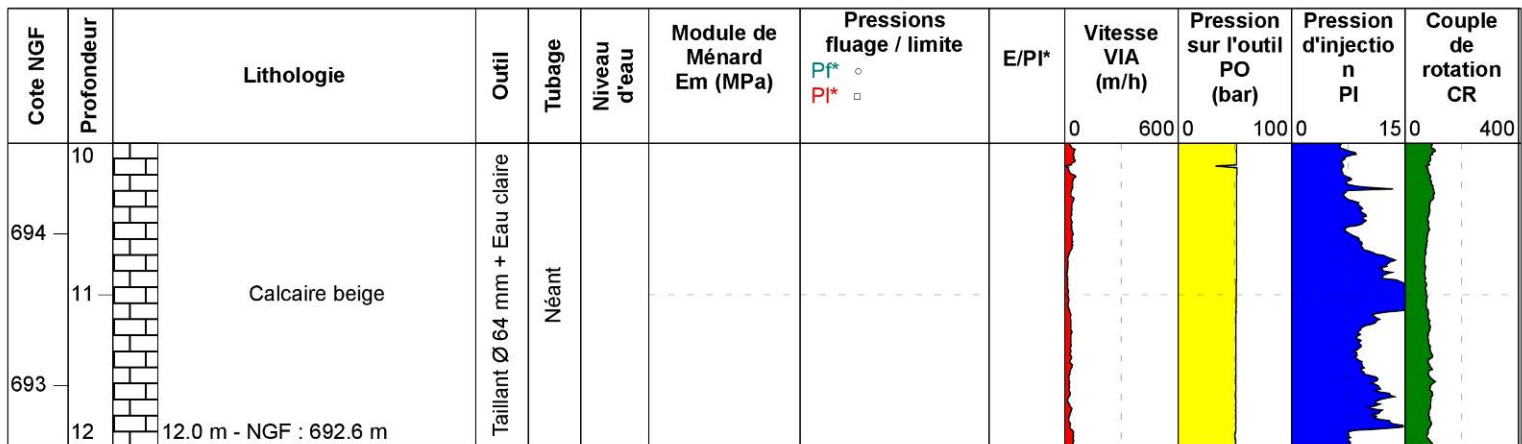 Cote NGF
Profondeur
Lithologie
Outil
Tubage
Niveau
d'eau
Module de
Ménard
Em (MPa)
Pressions
fluage / limite
Pf*
Pl*
E/Pl*
Vitesse
VIA
(m/h)
0 600
Pression
sur l'outil
PO
(bar)
0 100
Pression
d'injectio
n
PI
0 15
Couple
de
rotation
CR
0 400
10
694
11
693
12
Calcaire beige
12.0 m - NGF : 692.6 m
Taillant Ø 64 mm + Eau claire
Néant